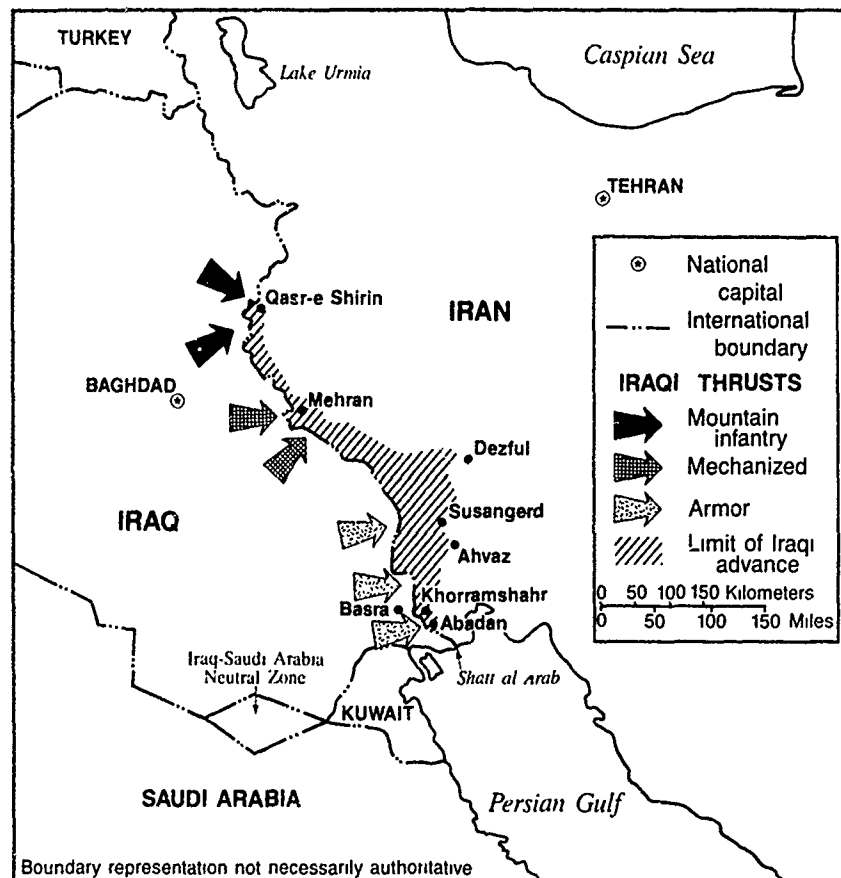 TURKEY
Lake Urmia
Caspian Sea
TEHRAN
Qasr-e Shirin
IRAN
BAGHDAD
Mehran
Dezful
IRAQ
Susangerd
Ahvaz
Khorramshahr
Basra
Abadan
Iraq-Saudi Arabia
Neutral Zone
Shatt al Arab
KUWAIT
SAUDI ARABIA
Persian Gulf
Boundary representation not necessarily authoritative
National
capital
International
boundary
IRAQI THRUSTS
Mountain
infantry
Mechanized
Armor
Limit of Iraqi
advance
0 50 100 150 Kilometers
0 50 100 150 Miles